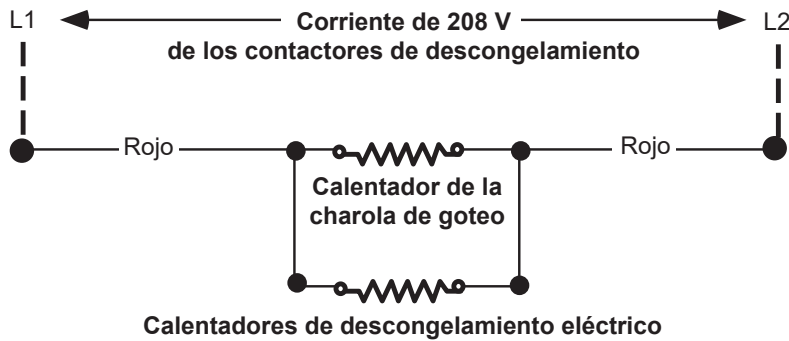 L1 Corriente de 208 V L2
de los contactores de descongelamiento
Rojo Rojo
Calentador de la
charola de goteo
Calentadores de descongelamiento eléctrico